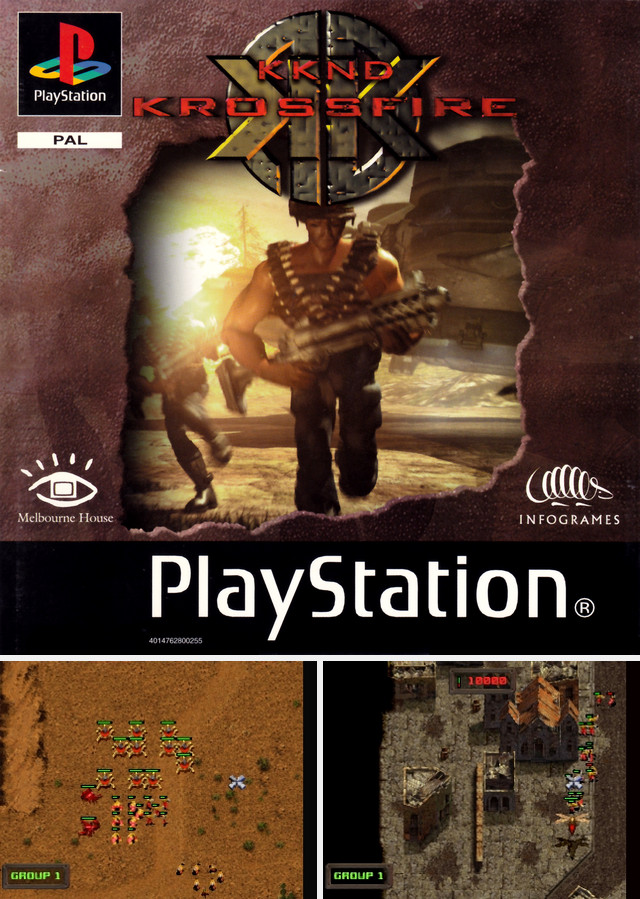 PlayStation
PAL
KKND
KROSSFIRE
Melbourne House
INFOGRAMES
PlayStation®
4014762800255
GROUP 1
10000
GROUP 1